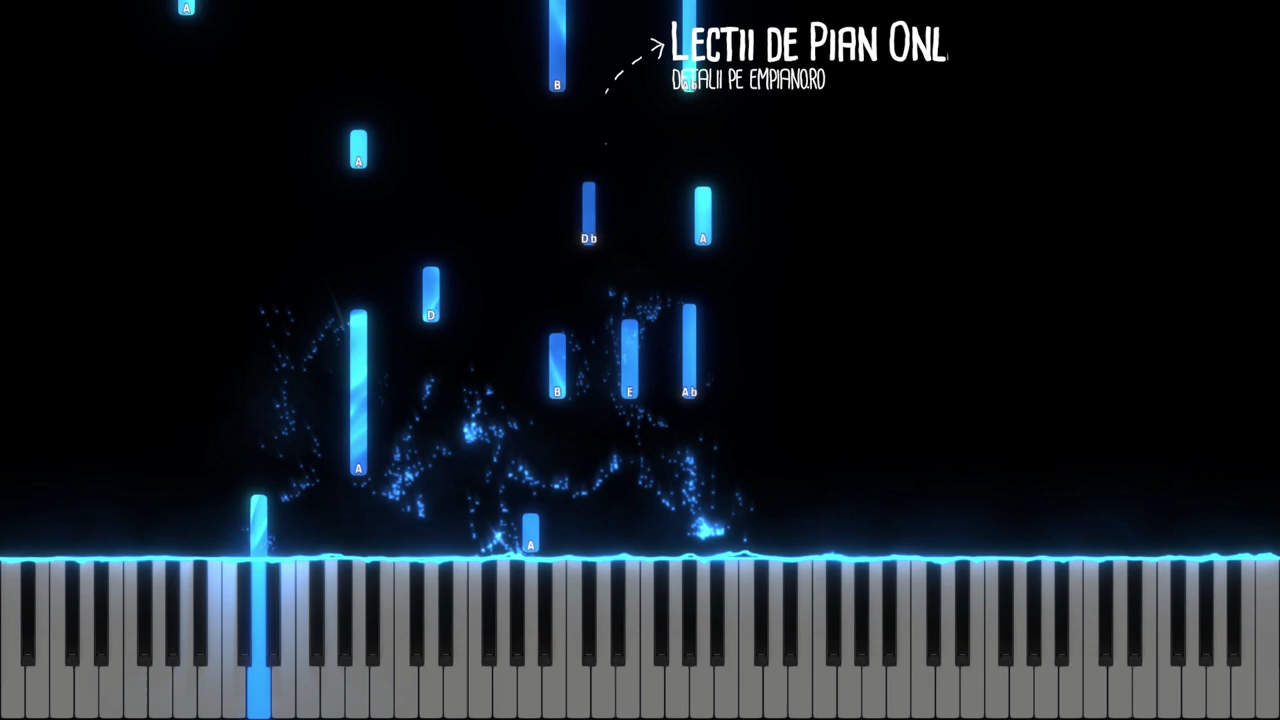 A
LECTII DE PIAN ONL
DETALII PE EMPIANO.RO
B
A
Db
A
D
B
E
Ab
A
A